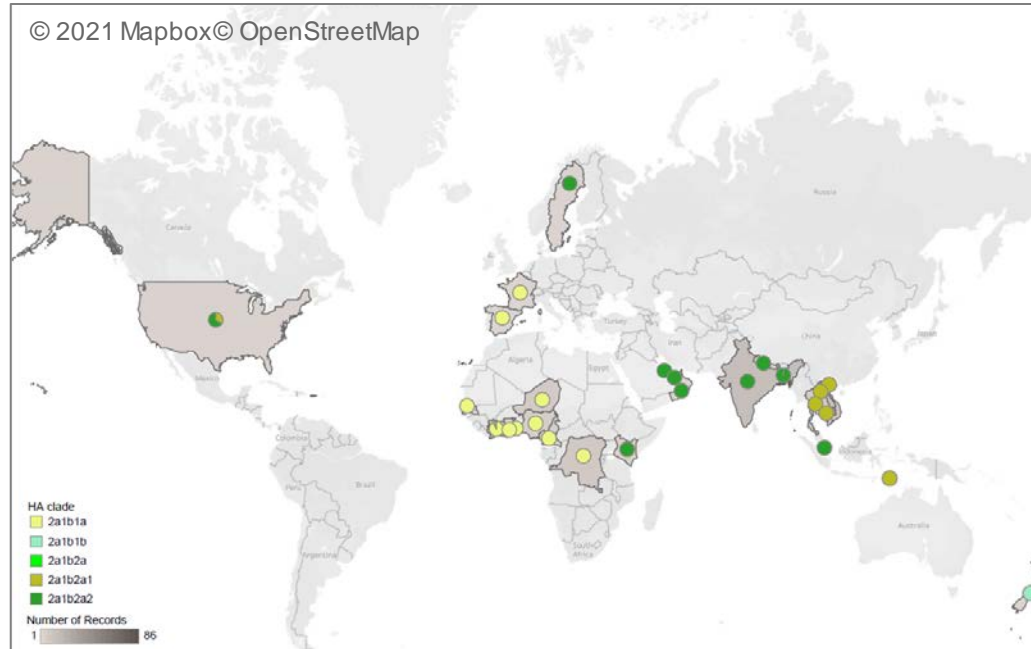 © 2021 Mapbox© OpenStreetMap
Russia
Canada
Turkey
China
Japan
Iran
Algeria
Egypt
Mexico
Colombia
Indonesia
Peru
Brazil
Australia
South
Africa
Argentina
HA clade
2a1b1a
2a1b1b
2a1b2a
2a1b2a1
2a1b2a2
Number of Records
1 86